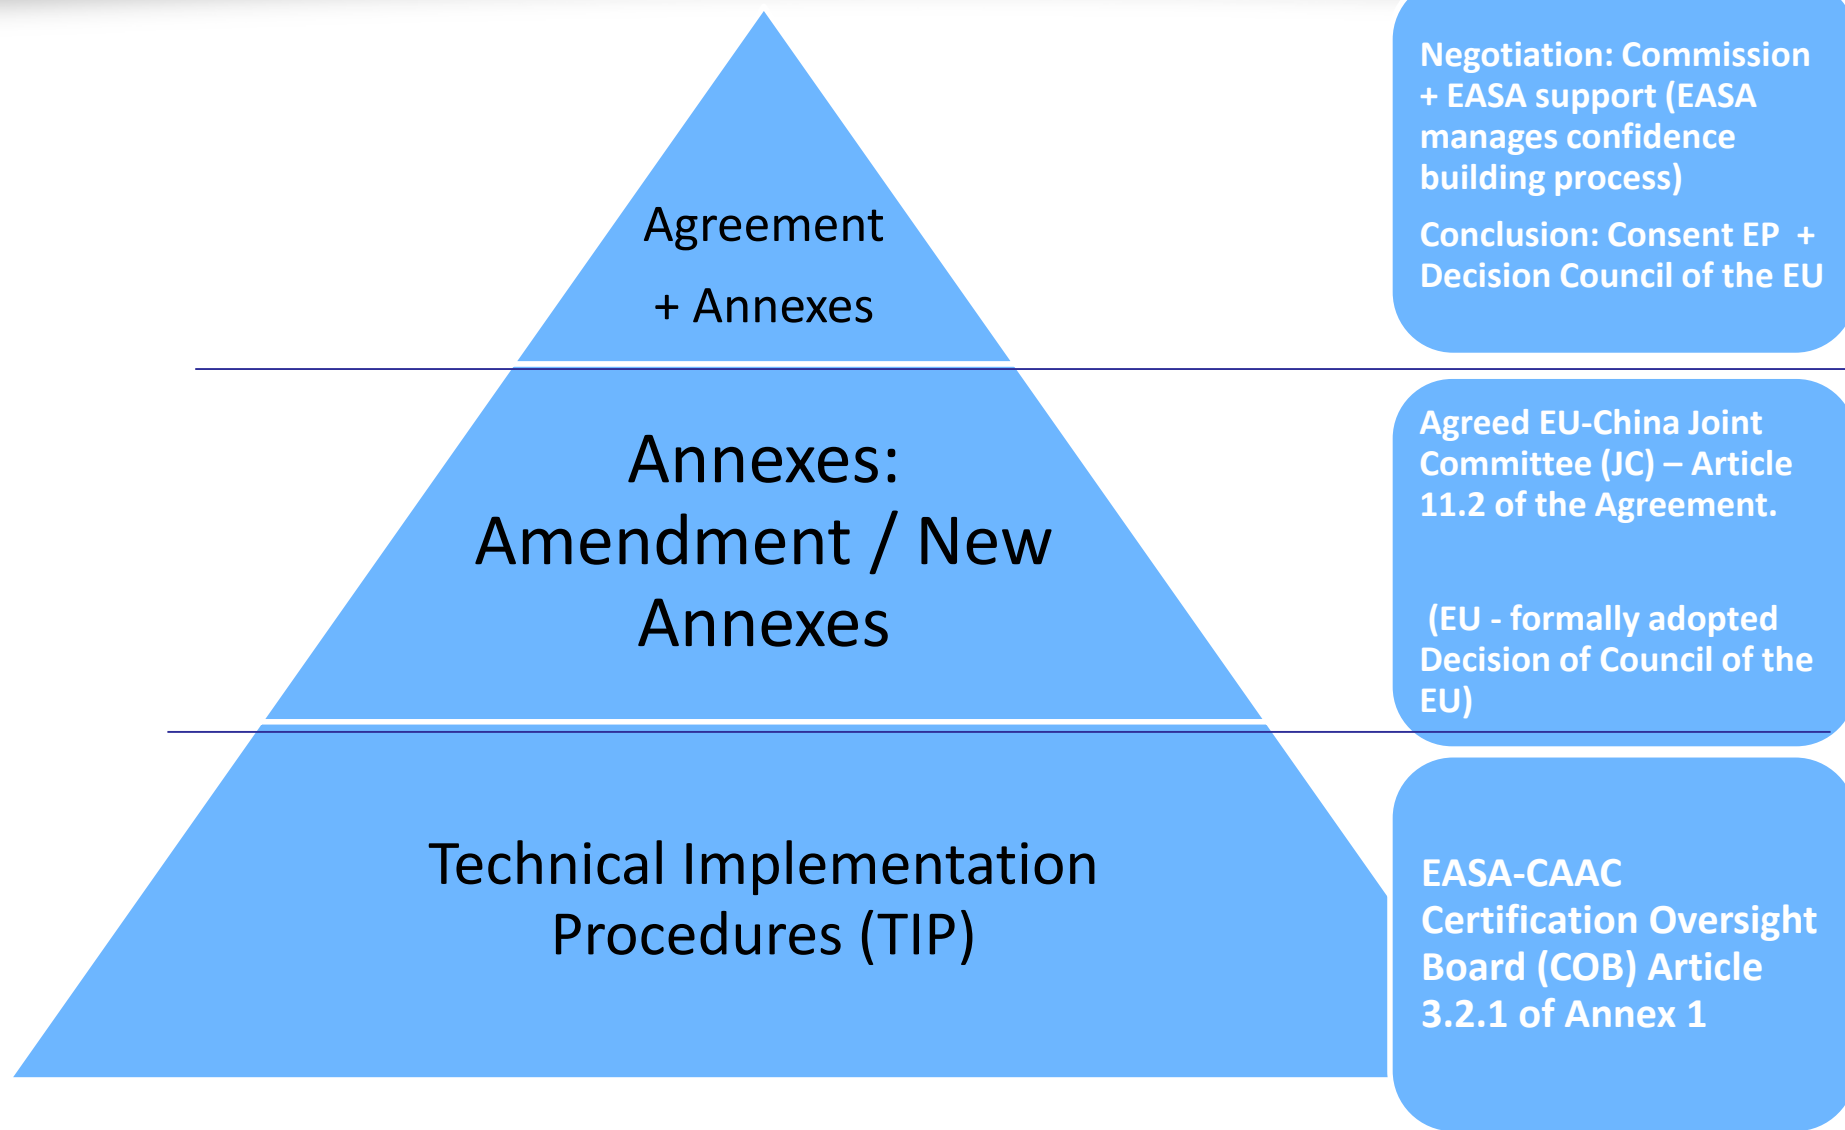 Agreement
+ Annexes
Negotiation: Commission
+ EASA support (EASA
manages confidence
building process)
Conclusion: Consent EP +
Decision Council of the EU
Annexes:
Amendment / New
Annexes
Agreed EU-China Joint
Committee (JC) – Article
11.2 of the Agreement.
(EU - formally adopted
Decision of Council of the
EU)
Technical Implementation
Procedures (TIP)
EASA-CAAC
Certification Oversight
Board (COB) Article
3.2.1 of Annex 1